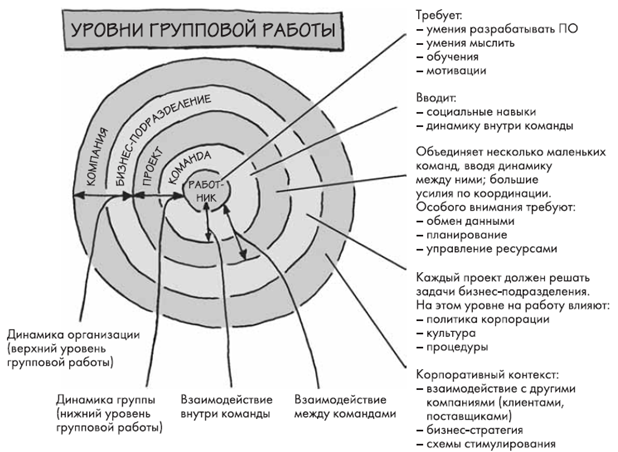 УРОВНИ ГРУППОВОЙ РАБОТЫ
КОМПАНИЯ
БИЗНЕС-ПОДРАЗДЕЛЕНИЕ
ПРОЕКТ
КОМАНДА
РАБОТ-
НИК
Требует:
– умения разрабатывать ПО
– умения мыслить
– обучения
– мотивации
Вводит:
– социальные навыки
– динамику внутри команды
Объединяет несколько маленьких
команд, вводя динамику
между ними; большие
усилия по координации.
Особого внимания требуют:
– обмен данными
– планирование
– управление ресурсами
Каждый проект должен решать
задачи бизнес-подразделения.
На этом уровне на работу влияют:
– политика корпорации
– культура
– процедуры
Корпоративный контекст:
– взаимодействие с другими
компаниями (клиентами,
поставщиками)
– бизнес-стратегия
– схемы стимулирования
Динамика организации
(верхний уровень
групповой работы)
Динамика группы
(нижний уровень
групповой работы)
Взаимодействие
внутри команды
Взаимодействие
между командами